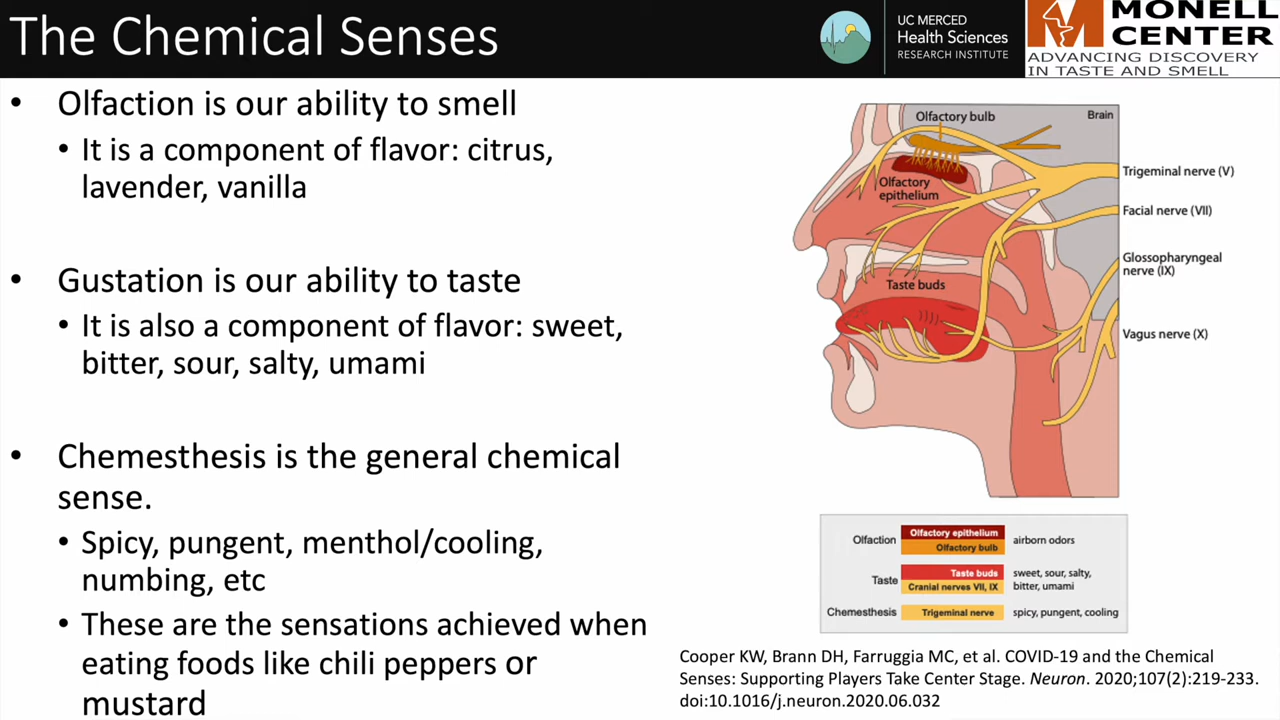 The Chemical Senses
UC MERCED
Health Sciences
RESEARCH INSTITUTE
MONELL
CENTER
ADVANCING DISCOVERY
IN TASTE AND SMELL
• Olfaction is our ability to smell
• It is a component of flavor: citrus,
lavender, vanilla
• Gustation is our ability to taste
• It is also a component of flavor: sweet,
bitter, sour, salty, umami
• Chemesthesis is the general chemical
sense.
• Spicy, pungent, menthol/cooling,
numbing, etc
• These are the sensations achieved when
eating foods like chili peppers or
mustard
Olfactory bulb
Brain
Olfactory
epithelium
Trigeminal nerve (V)
Facial nerve (VII)
Glossopharyngeal
nerve (IX)
Taste buds
Vagus nerve (X)
Olfaction
Olfactory epithelium
Olfactory bulb
airborn odors
Taste
Taste buds
Cranial nerves VII, IX
sweet, sour, salty,
bitter, umami
Chemesthesis
Trigeminal nerve
spicy, pungent, cooling
Cooper KW, Brann DH, Farruggia MC, et al. COVID-19 and the Chemical
Senses: Supporting Players Take Center Stage. Neuron. 2020;107(2):219-233.
doi:10.1016/j.neuron.2020.06.032